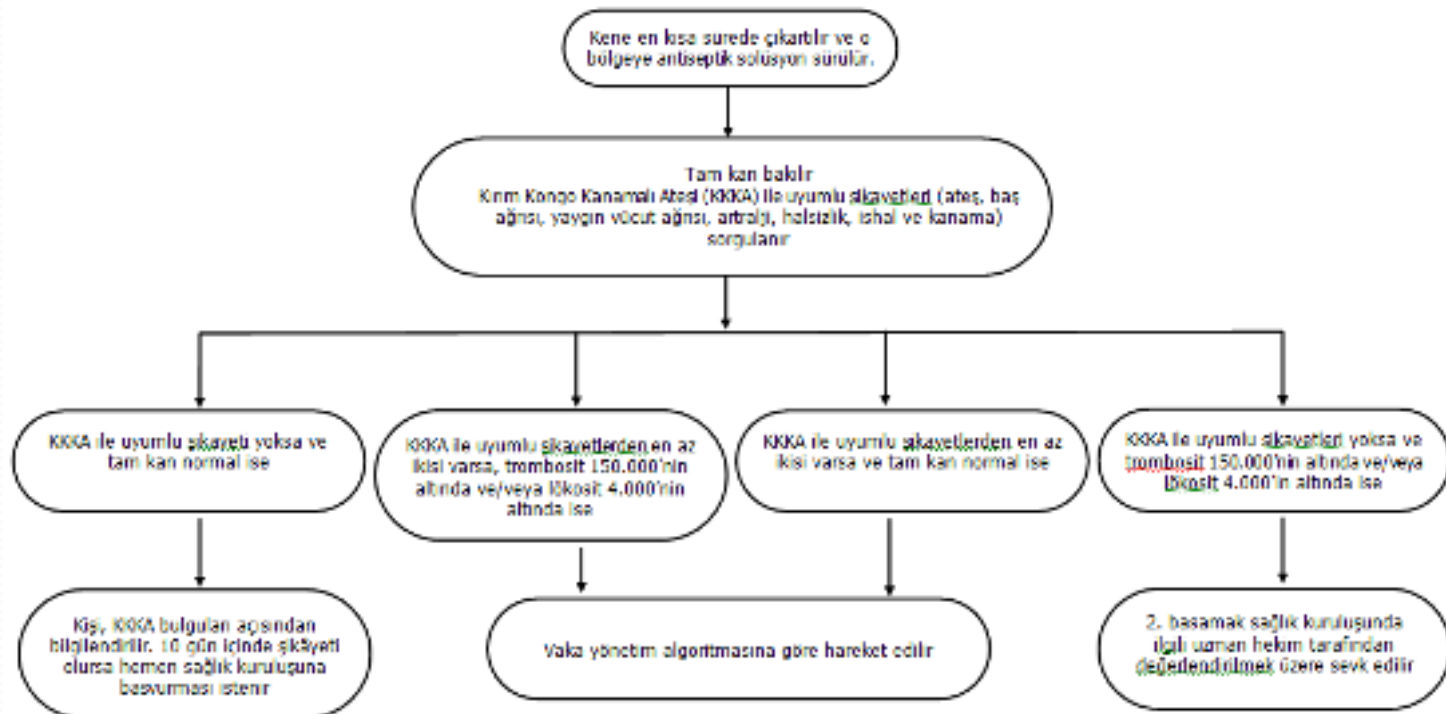 Kene en kısa sürede çıkartılır ve o
bölgeye antiseptik solüsyon sürülür.
Tam kan bakılır
Kırım Kongo Kanamalı Ateşi (KKKA) ile uyumlu şikayetleri (ateş, baş
ağrısı, yaygın vücut ağrısı, artralji, halsizlik, ishal ve kanama)
sorgulanır
KKKA ile uyumlu şikayeti yoksa ve
tam kan normal ise
KKKA ile uyumlu şikayetlerden en az
ikisi varsa, trombosit 150.000'nin
altında ve/veya lökosit 4.000'nin
altında ise
KKKA ile uyumlu şikayetlerden en az
ikisi varsa ve tam kan normal ise
KKKA ile uyumlu şikayetleri yoksa ve
trombosit 150.000'nin altında ve/veya
lökosit 4.000'in altında ise
Kişi, KKKA bulguları açısından
bilgilendirilir. 10 gün içinde şikâyeti
olursa hemen sağlık kuruluşuna
başvurması istenir
Vaka yönetim algoritmasına göre hareket edilir
2. basamak sağlık kuruluşunda
ilgili uzman hekim tarafından
değerlendirilmek üzere sevk edilir